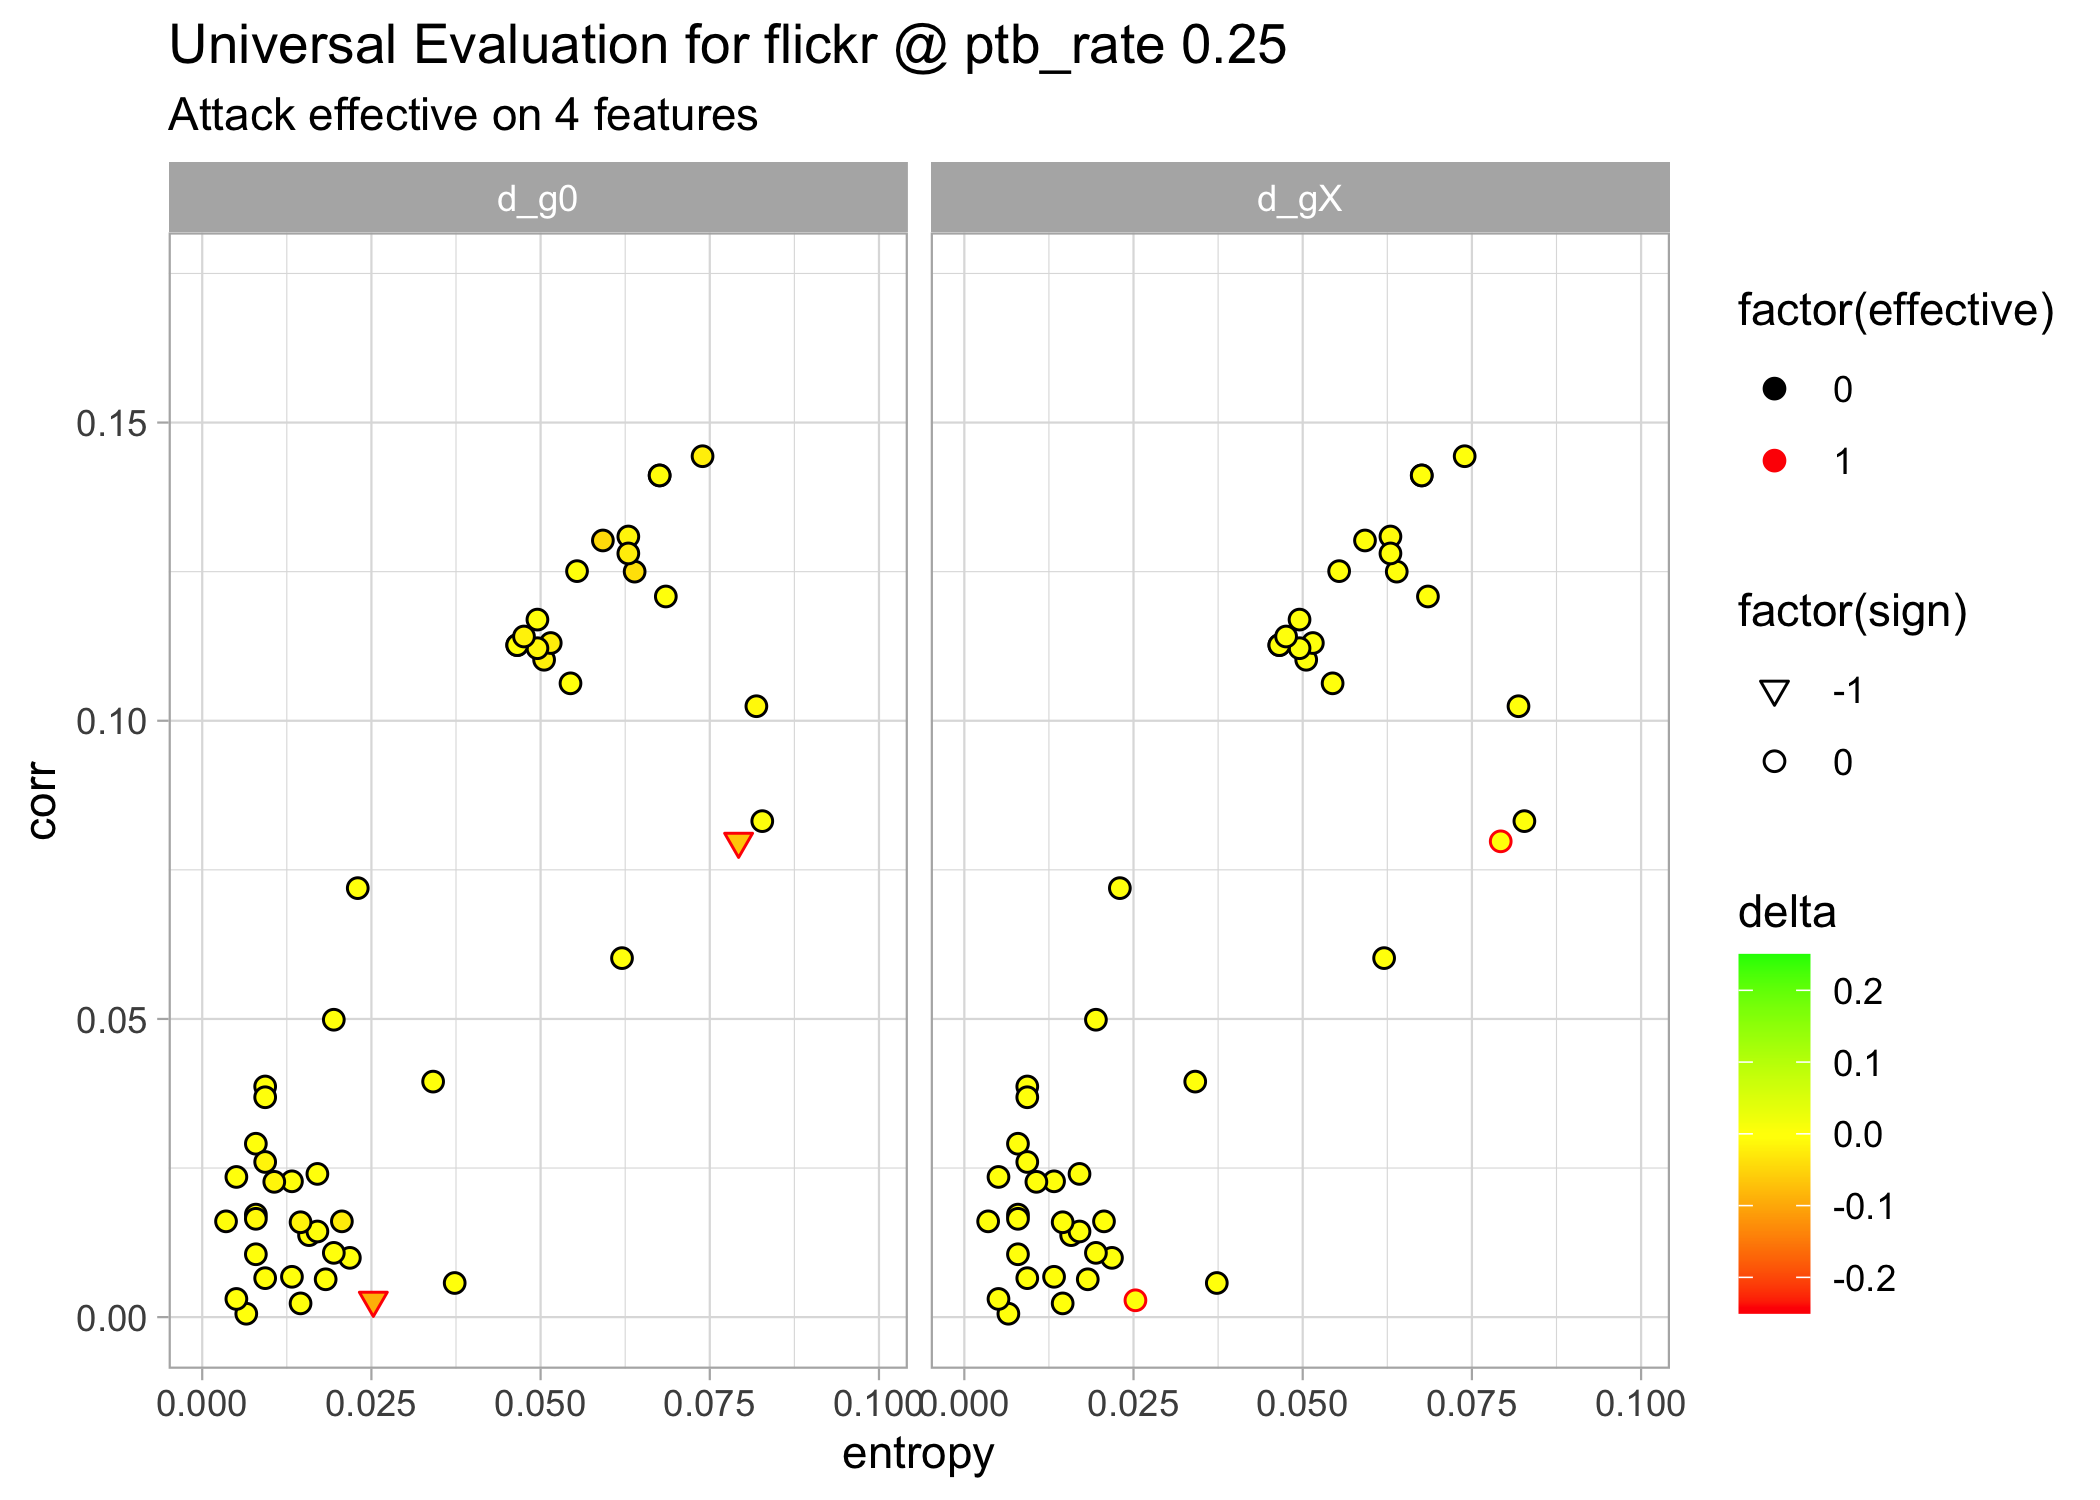 Universal Evaluation for flickr @ ptb_rate 0.25
Attack effective on 4 features
d_g0
d_gX
corr
0.15
0.10
0.05
0.00
0.000 0.025 0.050 0.075 0.100
0.000 0.025 0.050 0.075 0.100
entropy
factor(effective)
0
1
factor(sign)
-1
0
delta
0.2
0.1
0.0
-0.1
-0.2